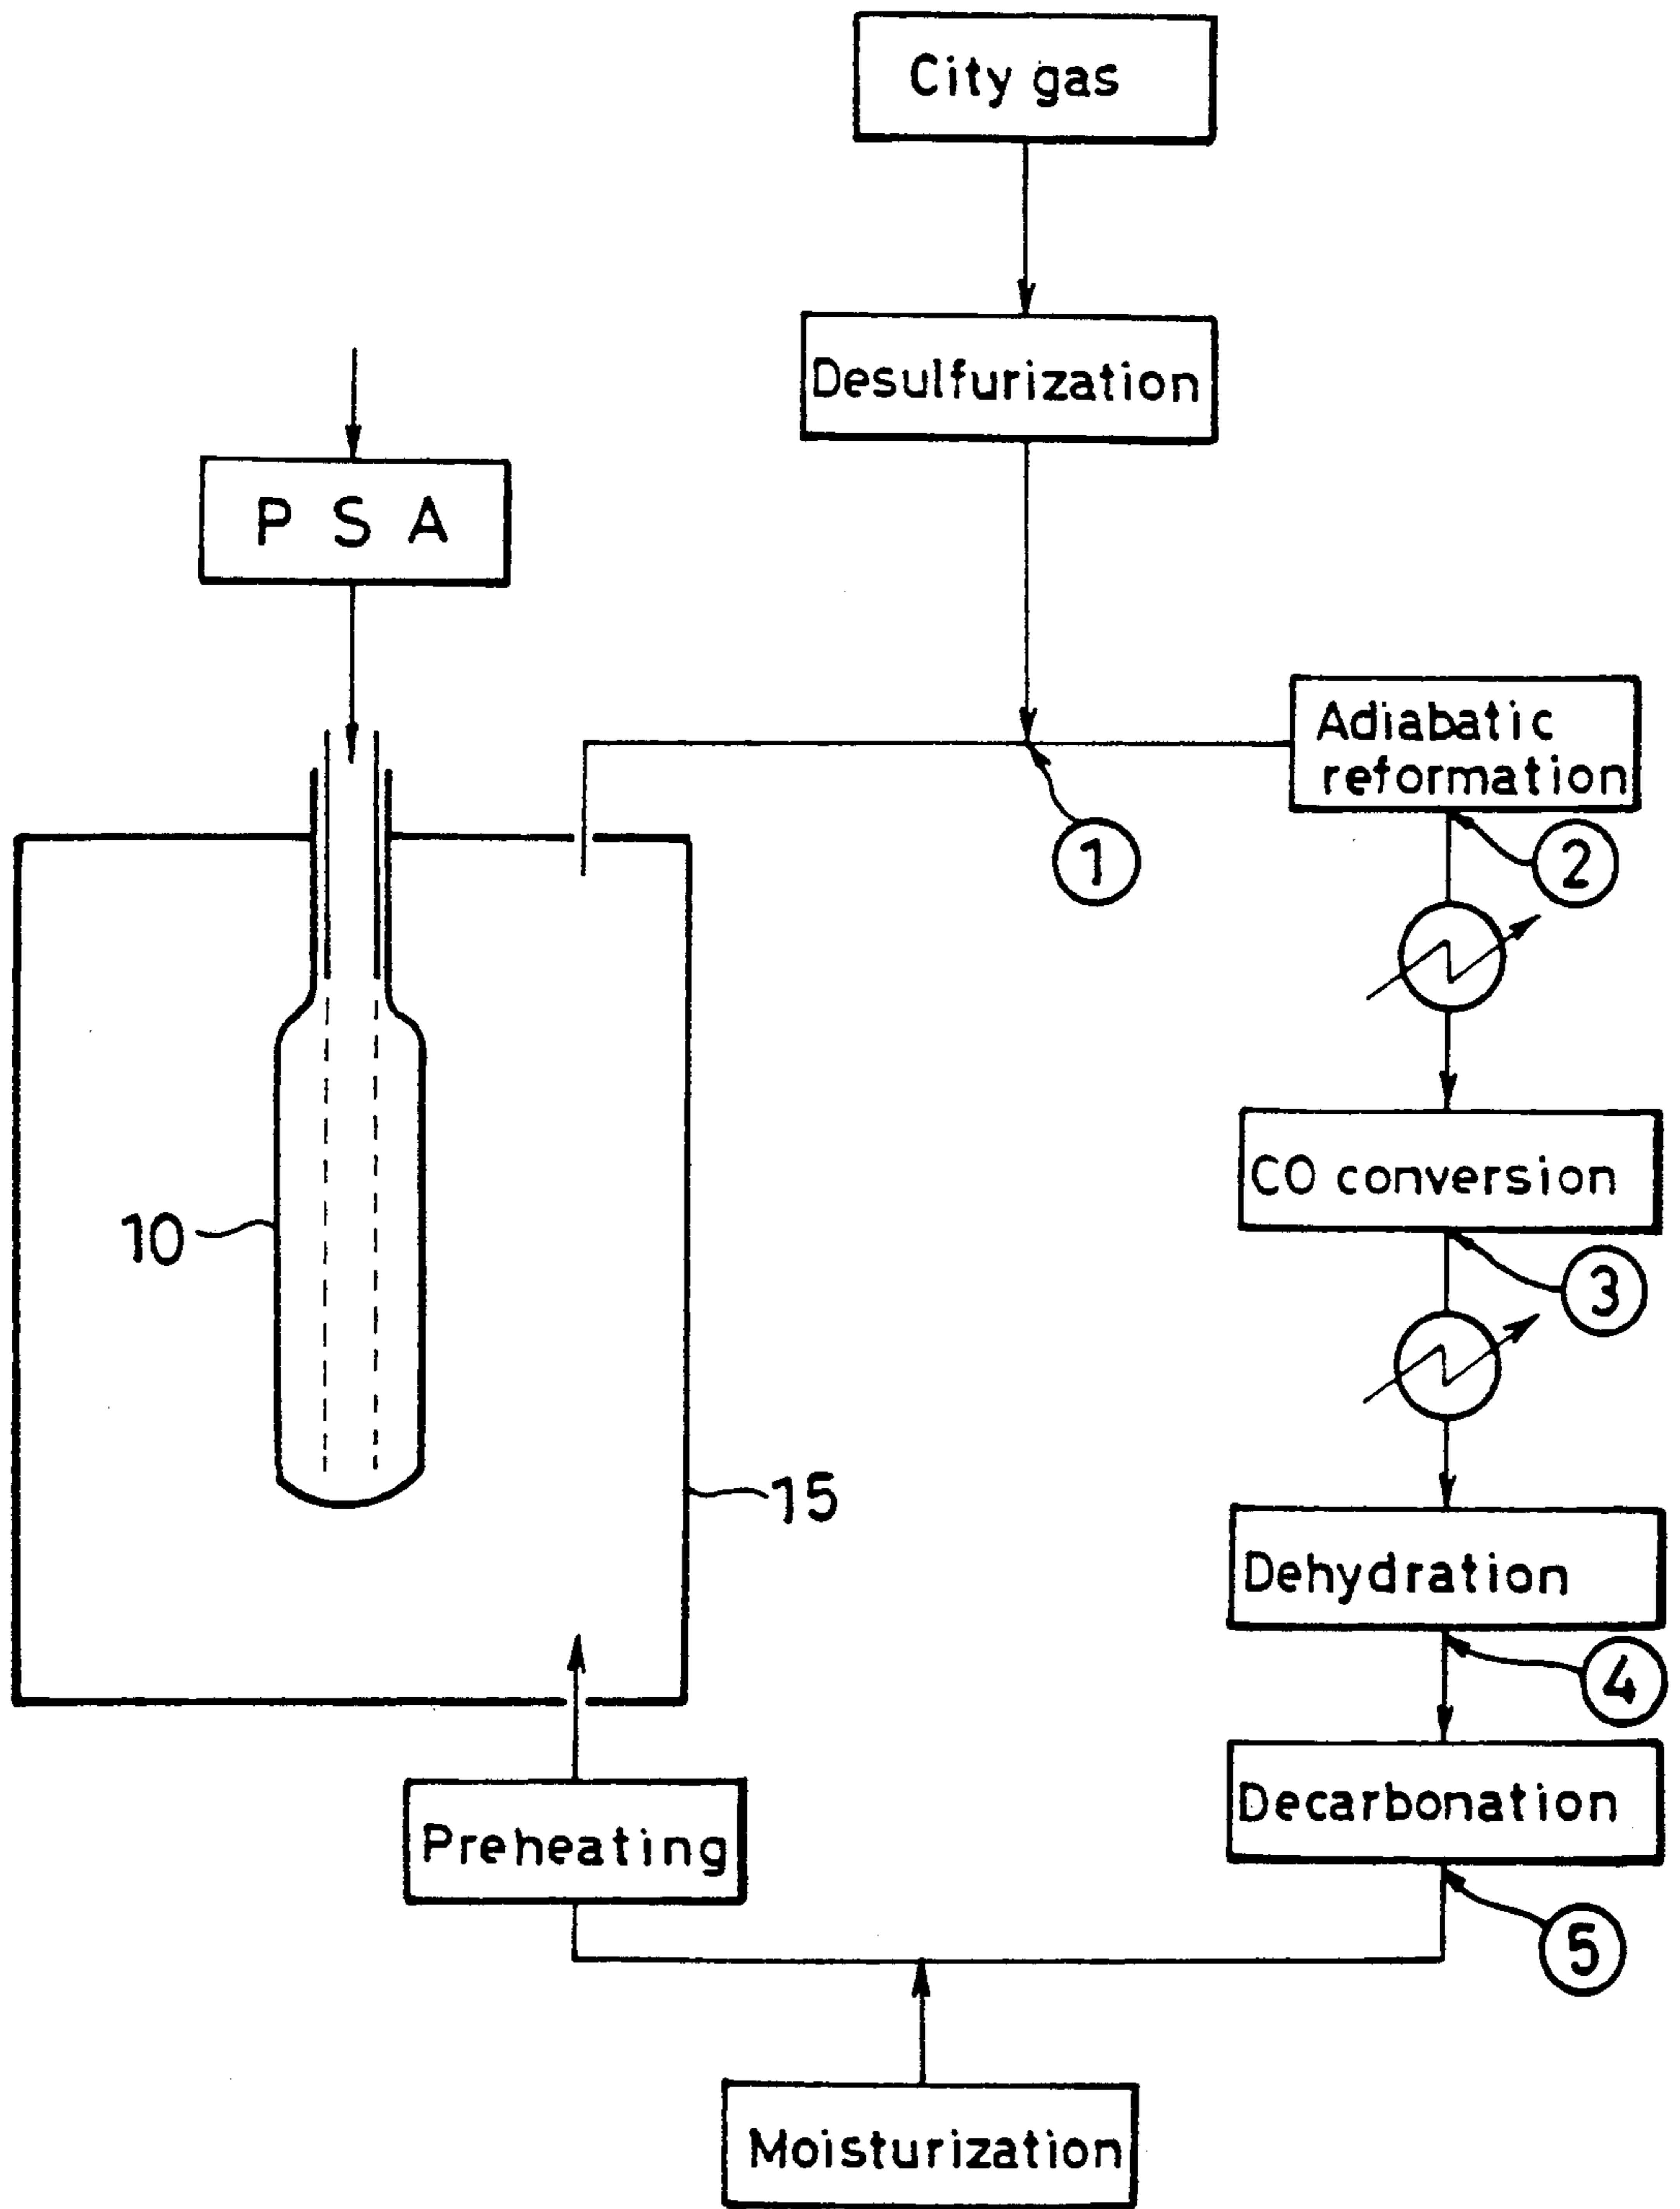 City gas
Desulfurization
P S A
Adiabatic
reformation
1
2
CO conversion
10
3
15
Dehydration
4
Decarbonation
Preheating
5
Moisturization